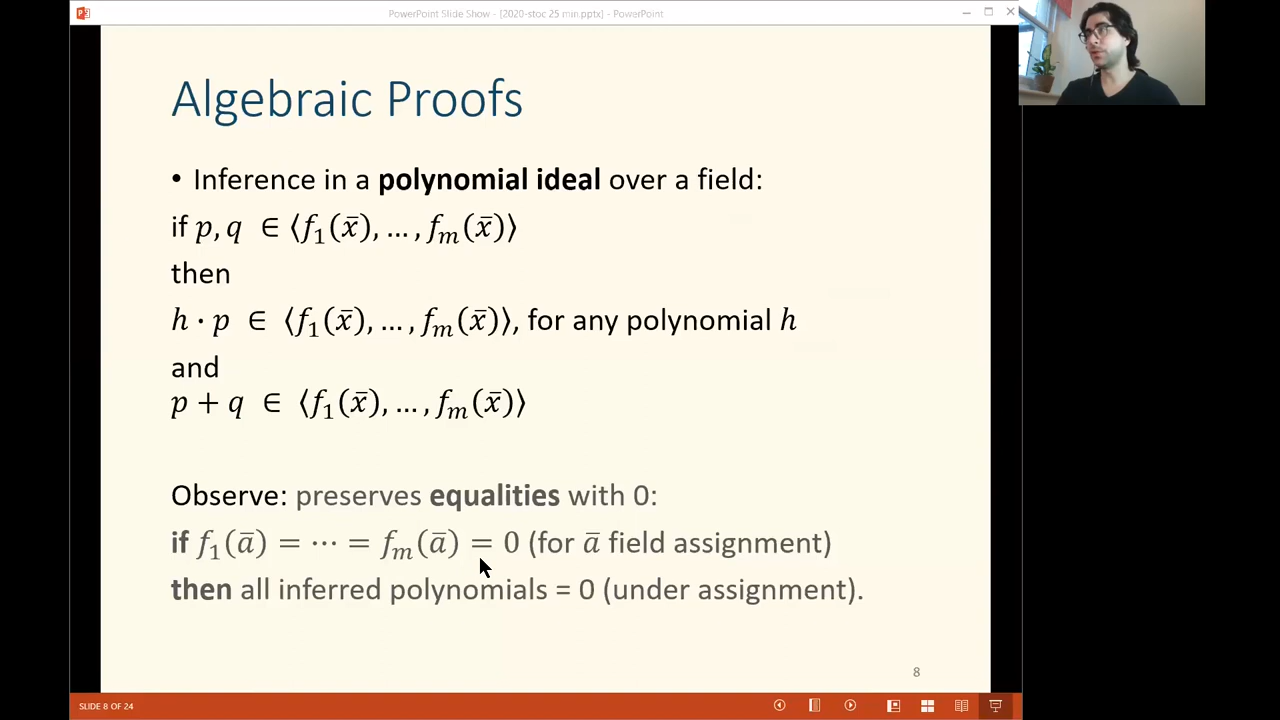 PowerPoint Slide Show - [2020-stoc 25 min.pptx] - PowerPoint
Algebraic Proofs
• Inference in a polynomial ideal over a field:
if p, q ∈ ⟨f₁(x̄), … , fₘ(x̄)⟩
then
h · p ∈ ⟨f₁(x̄), … , fₘ(x̄)⟩, for any polynomial h
and
p + q ∈ ⟨f₁(x̄), … , fₘ(x̄)⟩
Observe: preserves equalities with 0:
if f₁(ā) = ⋯ = fₘ(ā) = 0 (for ā field assignment)
then all inferred polynomials = 0 (under assignment).
8
SLIDE 8 OF 24